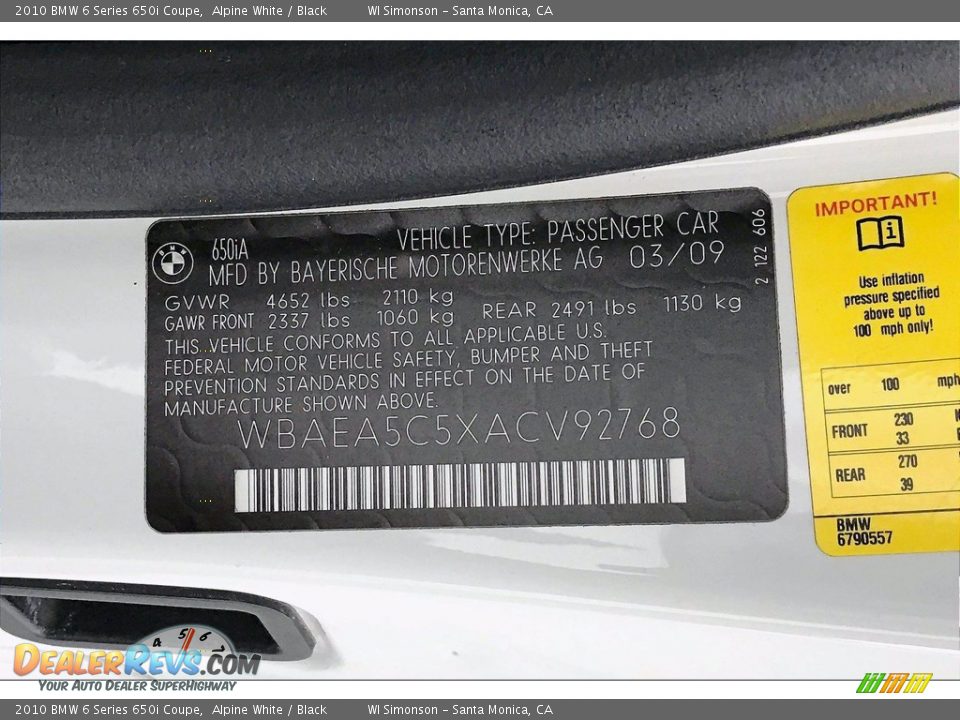 2010 BMW 6 Series 650i Coupe, Alpine White / Black WI Simonson - Santa Monica, CA
BMW
650iA
VEHICLE TYPE: PASSENGER CAR
MFD BY BAYERISCHE MOTORENWERKE AG 03/09
GVWR 4652 lbs 2110 kg
GAWR FRONT 2337 lbs 1060 kg REAR 2491 lbs 1130 kg
THIS VEHICLE CONFORMS TO ALL APPLICABLE U.S.
FEDERAL MOTOR VEHICLE SAFETY, BUMPER AND THEFT
PREVENTION STANDARDS IN EFFECT ON THE DATE OF
MANUFACTURE SHOWN ABOVE.
WBAEA5C5XACV92768
2 122 606
IMPORTANT!
i
Use inflation
pressure specified
above up to
100 mph only!
over 100 mph
FRONT 230
33
REAR 270
39
BMW
6790557
4 5 6
DEALERREVS.COM
YOUR AUTO DEALER SUPERHIGHWAY
2010 BMW 6 Series 650i Coupe, Alpine White / Black WI Simonson - Santa Monica, CA